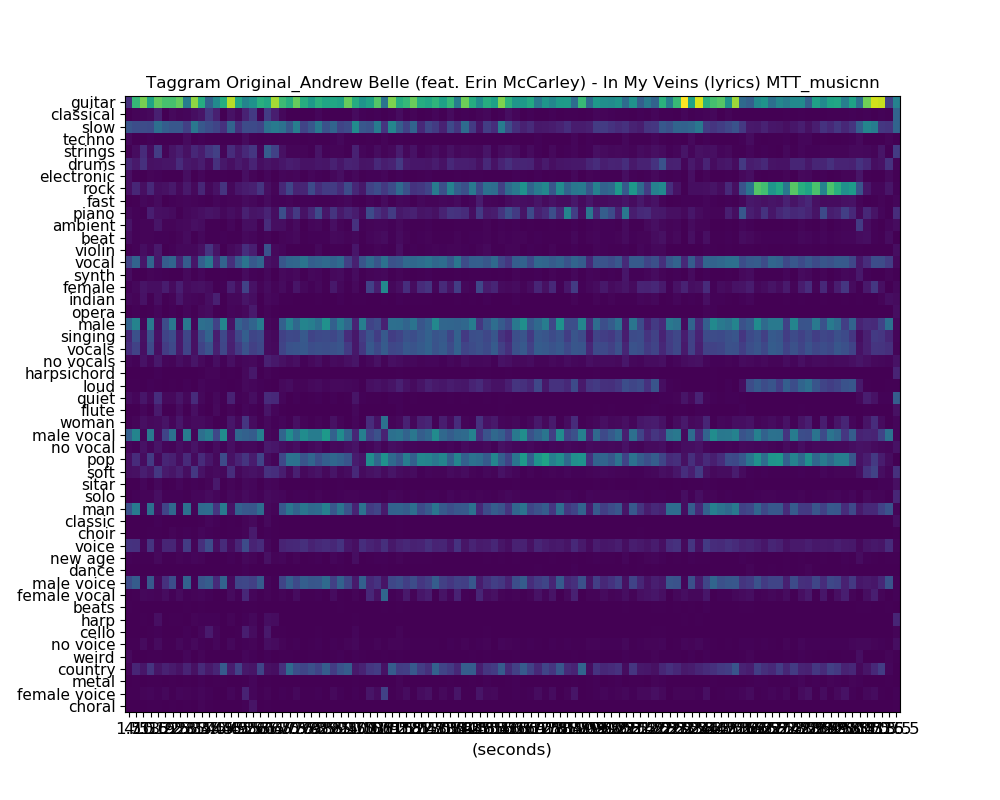 Taggram Original_Andrew Belle (feat. Erin McCarley) - In My Veins (lyrics) MTT_musicnn
guitar
classical
slow
techno
strings
drums
electronic
rock
fast
piano
ambient
beat
violin
vocal
synth
female
indian
opera
male
singing
vocals
no vocals
harpsichord
loud
quiet
flute
woman
male vocal
no vocal
pop
soft
sitar
solo
man
classic
choir
voice
new age
dance
male voice
female vocal
beats
harp
cello
no voice
weird
country
metal
female voice
choral
(seconds)